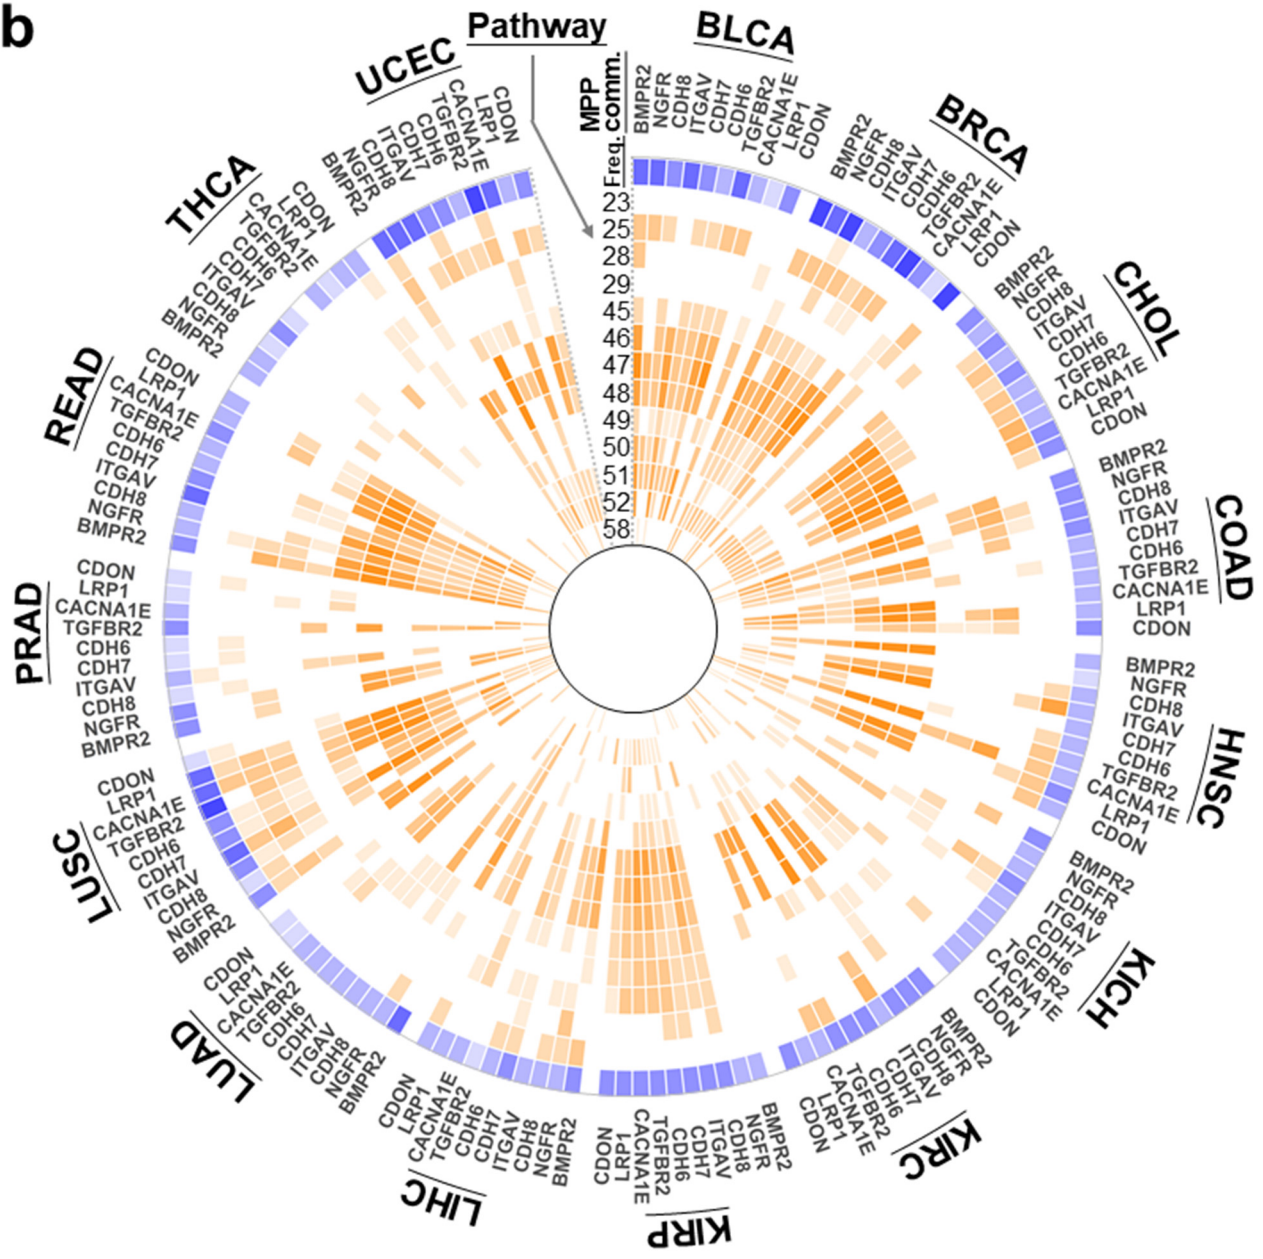 b
Pathway
MPP
comm.
Freq.
23
25
28
29
45
46
47
48
49
50
51
52
58
BLCA
BMPR2
NGFR
CDH8
ITGAV
CDH7
CDH6
TGFBR2
CACNA1E
LRP1
CDON
BRCA
BMPR2
NGFR
CDH8
ITGAV
CDH7
CDH6
TGFBR2
CACNA1E
LRP1
CDON
CHOL
BMPR2
NGFR
CDH8
ITGAV
CDH7
CDH6
TGFBR2
CACNA1E
LRP1
CDON
COAD
BMPR2
NGFR
CDH8
ITGAV
CDH7
CDH6
TGFBR2
CACNA1E
LRP1
CDON
HNSC
BMPR2
NGFR
CDH8
ITGAV
CDH7
CDH6
TGFBR2
CACNA1E
LRP1
CDON
KICH
BMPR2
NGFR
CDH8
ITGAV
CDH7
CDH6
TGFBR2
CACNA1E
LRP1
CDON
KIRC
BMPR2
NGFR
CDH8
ITGAV
CDH7
CDH6
TGFBR2
CACNA1E
LRP1
CDON
KIRP
BMPR2
NGFR
CDH8
ITGAV
CDH7
CDH6
TGFBR2
CACNA1E
LRP1
CDON
LIHC
BMPR2
NGFR
CDH8
ITGAV
CDH7
CDH6
TGFBR2
CACNA1E
LRP1
CDON
LUAD
BMPR2
NGFR
CDH8
ITGAV
CDH7
CDH6
TGFBR2
CACNA1E
LRP1
CDON
LUSC
BMPR2
NGFR
CDH8
ITGAV
CDH7
CDH6
TGFBR2
CACNA1E
LRP1
CDON
PRAD
BMPR2
NGFR
CDH8
ITGAV
CDH7
CDH6
TGFBR2
CACNA1E
LRP1
CDON
READ
BMPR2
NGFR
CDH8
ITGAV
CDH7
CDH6
TGFBR2
CACNA1E
LRP1
CDON
THCA
BMPR2
NGFR
CDH8
ITGAV
CDH7
CDH6
TGFBR2
CACNA1E
LRP1
CDON
UCEC
BMPR2
NGFR
CDH8
ITGAV
CDH7
CDH6
TGFBR2
CACNA1E
LRP1
CDON